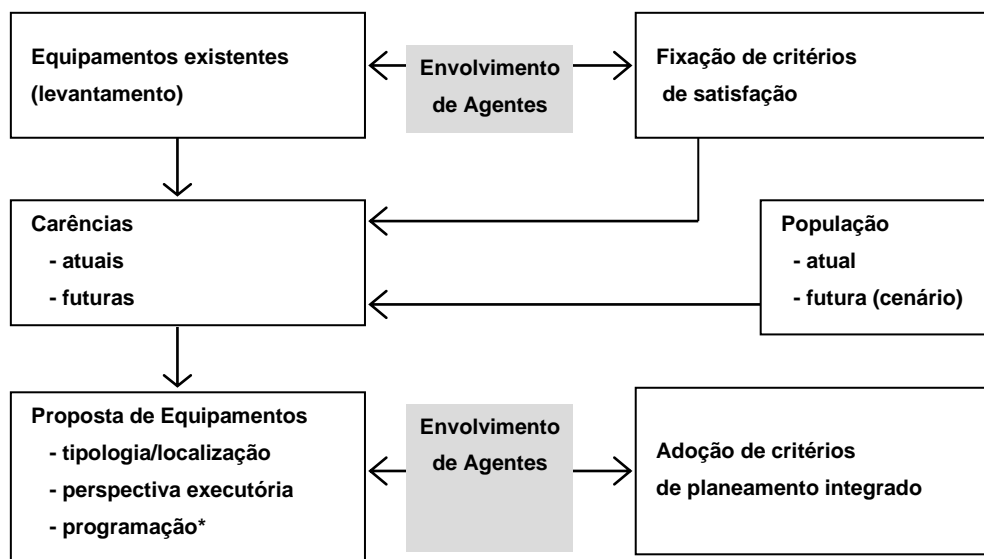 Equipamentos existentes
(levantamento)
Envolvimento
de Agentes
Fixação de critérios
de satisfação
Carências
- atuais
- futuras
População
- atual
- futura (cenário)
Proposta de Equipamentos
- tipologia/localização
- perspectiva executória
- programação*
Envolvimento
de Agentes
Adoção de critérios
de planeamento integrado